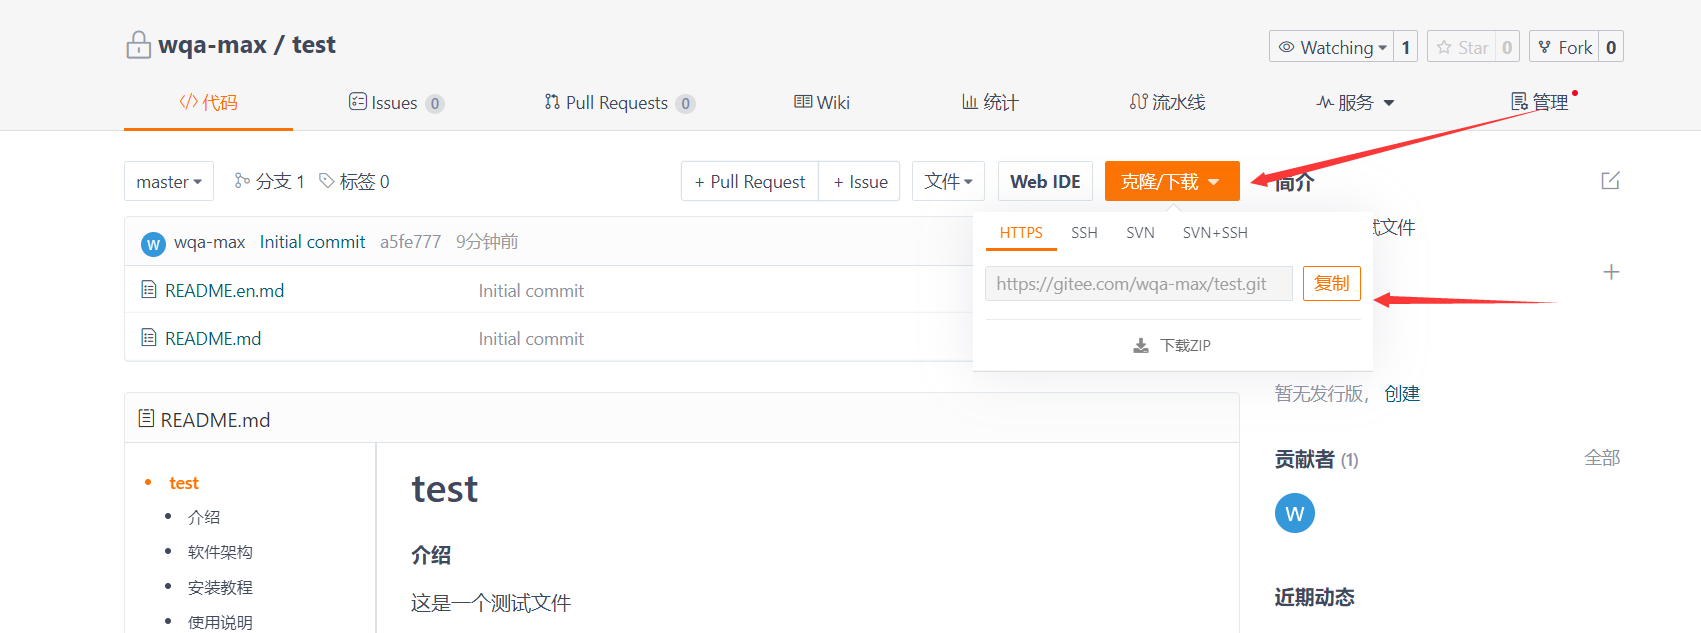 wqa-max / test
Watching 1 Star 0 Fork 0
代码 Issues 0 Pull Requests 0 Wiki 统计 流水线 服务 管理
master 分支 1 标签 0 + Pull Request + Issue 文件 Web IDE 克隆/下载 简介
W wqa-max Initial commit a5fe777 9分钟前
HTTPS SSH SVN SVN+SSH
文件
README.en.md Initial commit
https://gitee.com/wqa-max/test.git 复制
README.md Initial commit
下载ZIP
暂无发行版, 创建
README.md
贡献者 (1) 全部
W
test
介绍
软件架构
安装教程
使用说明
test
介绍
这是一个测试文件
近期动态